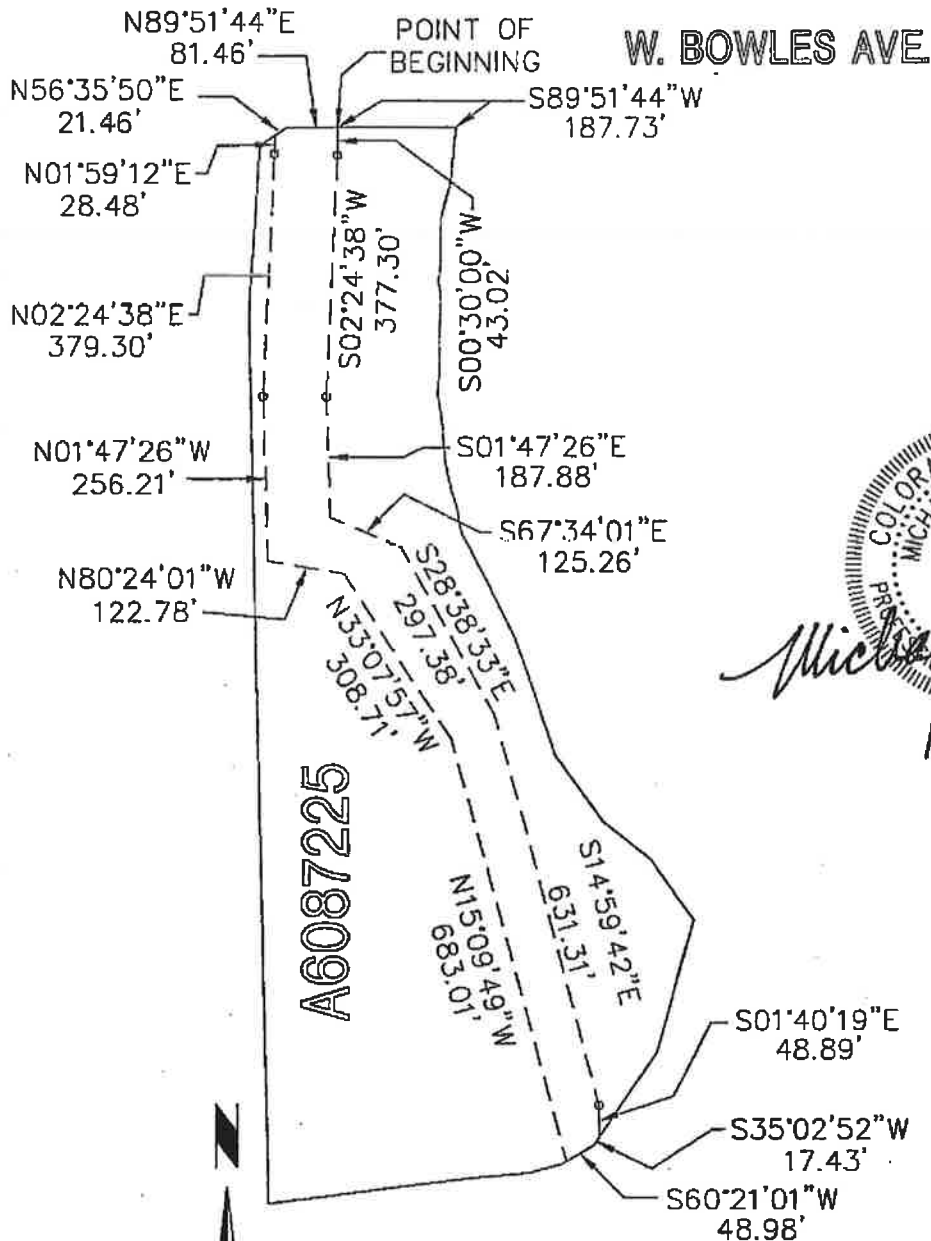 N89°51'44"E
81.46'
POINT OF
BEGINNING
W. BOWLES AVE.
N56°35'50"E
21.46'
S89°51'44"W
187.73'
N01°59'12"E
28.48'
S02°24'38"W
377.30'
S00°30'00"W
43.02'
N02°24'38"E
379.30'
N01°47'26"W
256.21'
S01°47'26"E
187.88'
S67°34'01"E
125.26'
N80°24'01"W
122.78'
S28°38'33"E
297.38'
N33°07'57"W
308.71'
A6087225
S14°59'42"E
631.31'
N15°09'49"W
683.01'
S01°40'19"E
48.89'
S35°02'52"W
17.43'
S60°21'01"W
48.98'
N
COLORA
MICH